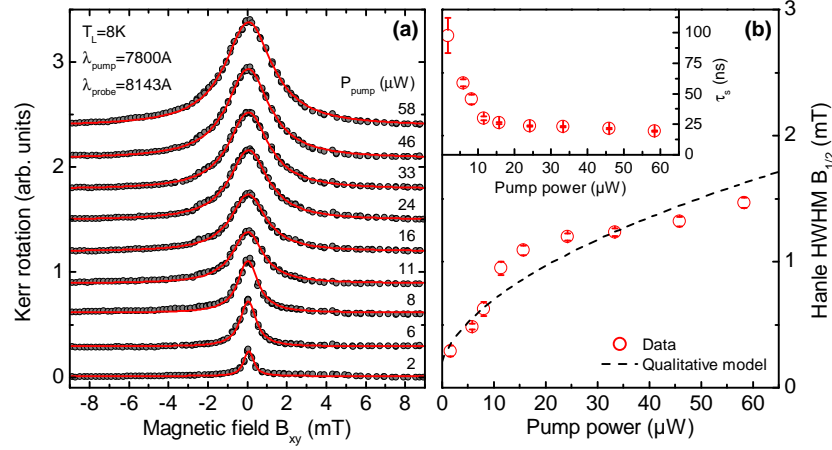 (a)
T_L=8K
λ_pump=7800A
λ_probe=8143A
P_pump (µW)
58
46
33
24
16
11
8
6
2
Kerr rotation (arb. units)
3
2
1
0
-8 -6 -4 -2 0 2 4 6 8
Magnetic field B_xy (mT)
(b)
100
75
50
25
0
τ_s (ns)
0 10 20 30 40 50 60
Pump power (µW)
3
2
1
0
Hanle HWHM B_1/2 (mT)
Data
Qualitative model
0 10 20 30 40 50 60
Pump power (µW)